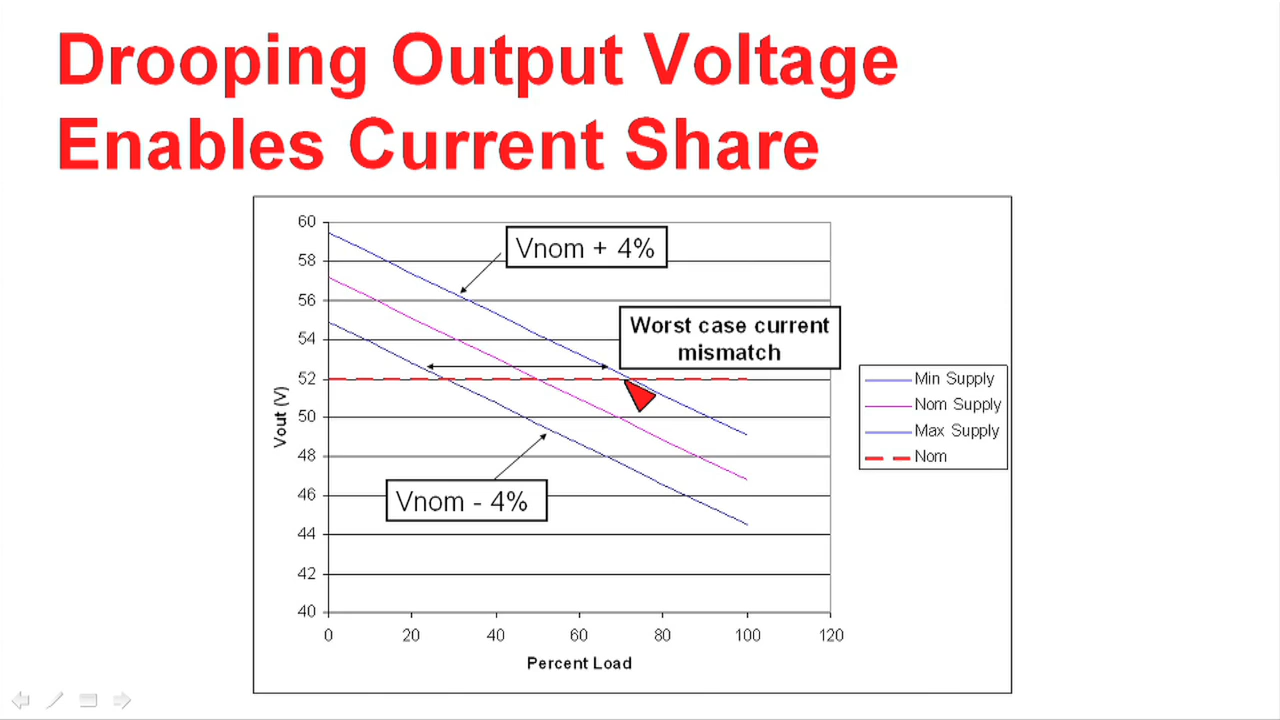 Drooping Output Voltage
Enables Current Share
60
58
56
54
52
50
48
46
44
42
40
0 20 40 60 80 100 120
Vout (V)
Percent Load
Vnom + 4%
Worst case current
mismatch
Vnom - 4%
Min Supply
Nom Supply
Max Supply
Nom